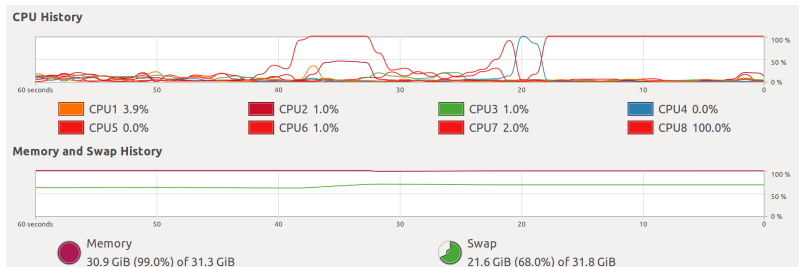 CPU History
100 %
50 %
0 %
60 seconds 50 40 30 20 10 0
CPU1 3.9% CPU2 1.0% CPU3 1.0% CPU4 0.0%
CPU5 0.0% CPU6 1.0% CPU7 2.0% CPU8 100.0%
Memory and Swap History
100 %
50 %
0 %
60 seconds 50 40 30 20 10 0
Memory Swap
30.9 GiB (99.0%) of 31.3 GiB 21.6 GiB (68.0%) of 31.8 GiB